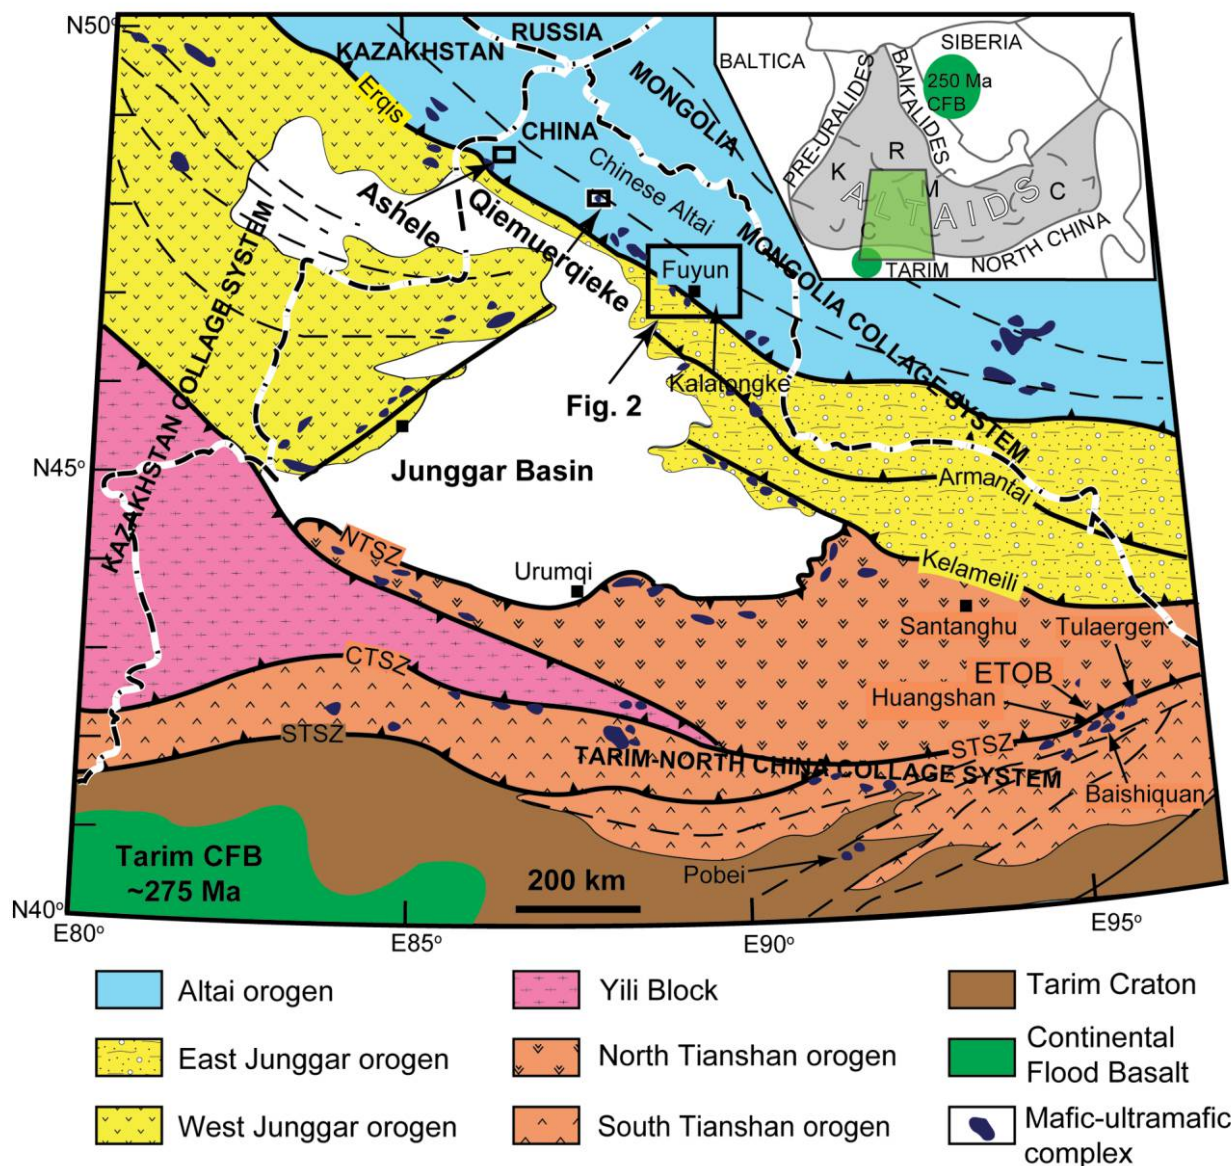 N50°
KAZAKHSTAN
RUSSIA
MONGOLIA
CHINA
Erqis
Ashele
Qiemuerqieke
Chinese Altai
Fuyun
MONGOLIA COLLAGE SYSTEM
Kalatongke
Fig. 2
KAZAKHSTAN COLLAGE SYSTEM
BALTICA
SIBERIA
250 Ma
CFB
PRE-URALIDES
BAIKALIDES
K
R
M
C
C
ALTAIDS
NORTH CHINA
TARIM
N45°
Junggar Basin
Armantai
NTSZ
Urumqi
Kelameili
Santanghu
Tulaergen
ETOB
Huangshan
CTSZ
STSZ
STSZ
TARIM-NORTH CHINA COLLAGE SYSTEM
Baishiquan
Tarim CFB
~275 Ma
200 km
Pobei
N40°
E80°
E85°
E90°
E95°
Altai orogen
Yili Block
Tarim Craton
East Junggar orogen
North Tianshan orogen
Continental
Flood Basalt
West Junggar orogen
South Tianshan orogen
Mafic-ultramafic
complex